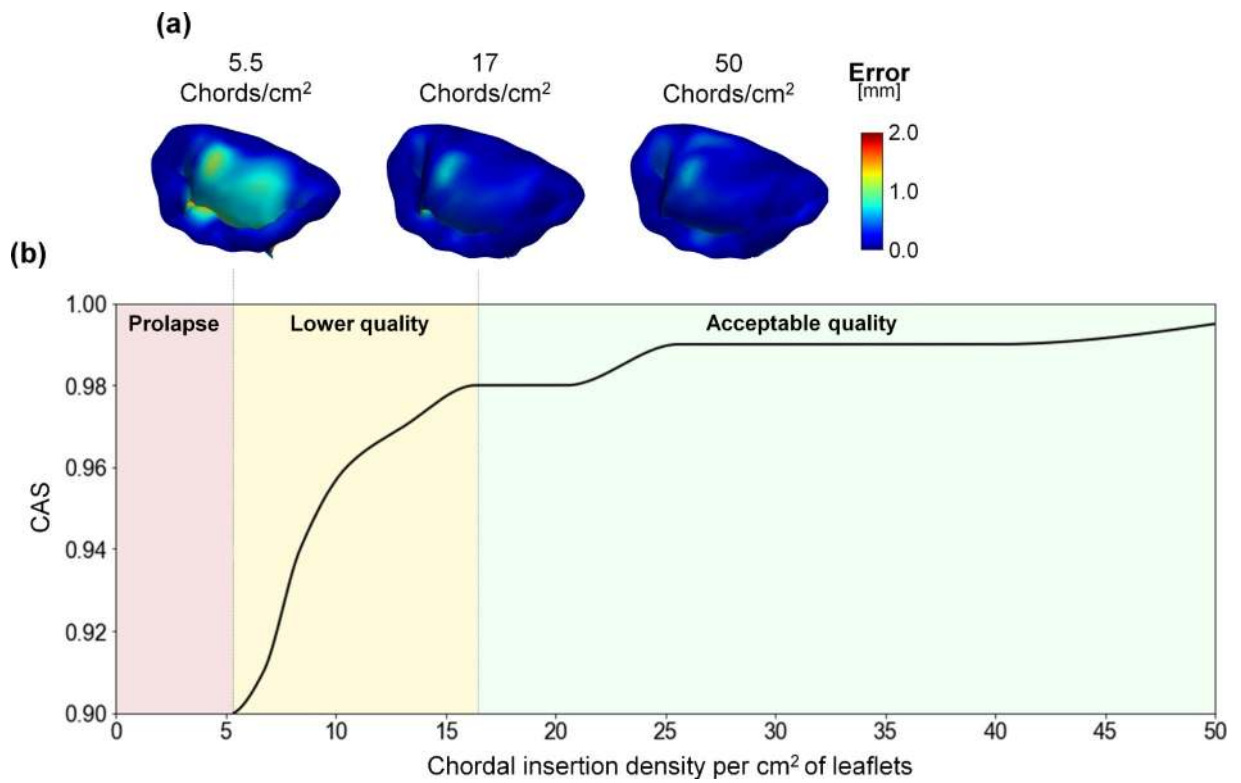 (a)
5.5
Chords/cm²
17
Chords/cm²
50
Chords/cm²
Error
[mm]
2.0
1.0
0.0
(b)
Prolapse
Lower quality
Acceptable quality
1.00
0.98
0.96
0.94
0.92
0.90
CAS
0 5 10 15 20 25 30 35 40 45 50
Chordal insertion density per cm² of leaflets